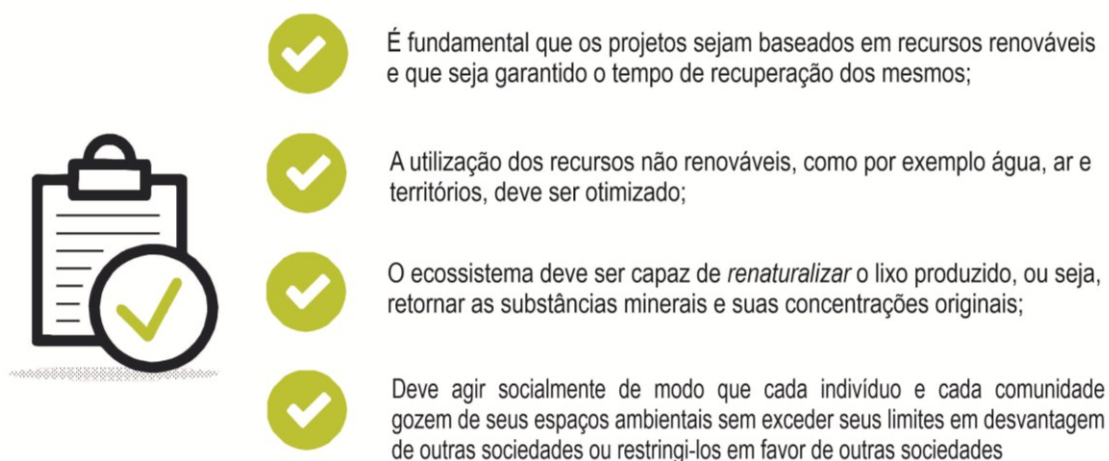 É fundamental que os projetos sejam baseados em recursos renováveis
e que seja garantido o tempo de recuperação dos mesmos;
A utilização dos recursos não renováveis, como por exemplo água, ar e
territórios, deve ser otimizado;
O ecossistema deve ser capaz de renaturalizar o lixo produzido, ou seja,
retornar as substâncias minerais e suas concentrações originais;
Deve agir socialmente de modo que cada indivíduo e cada comunidade
gozem de seus espaços ambientais sem exceder seus limites em desvantagem
de outras sociedades ou restringi-los em favor de outras sociedades